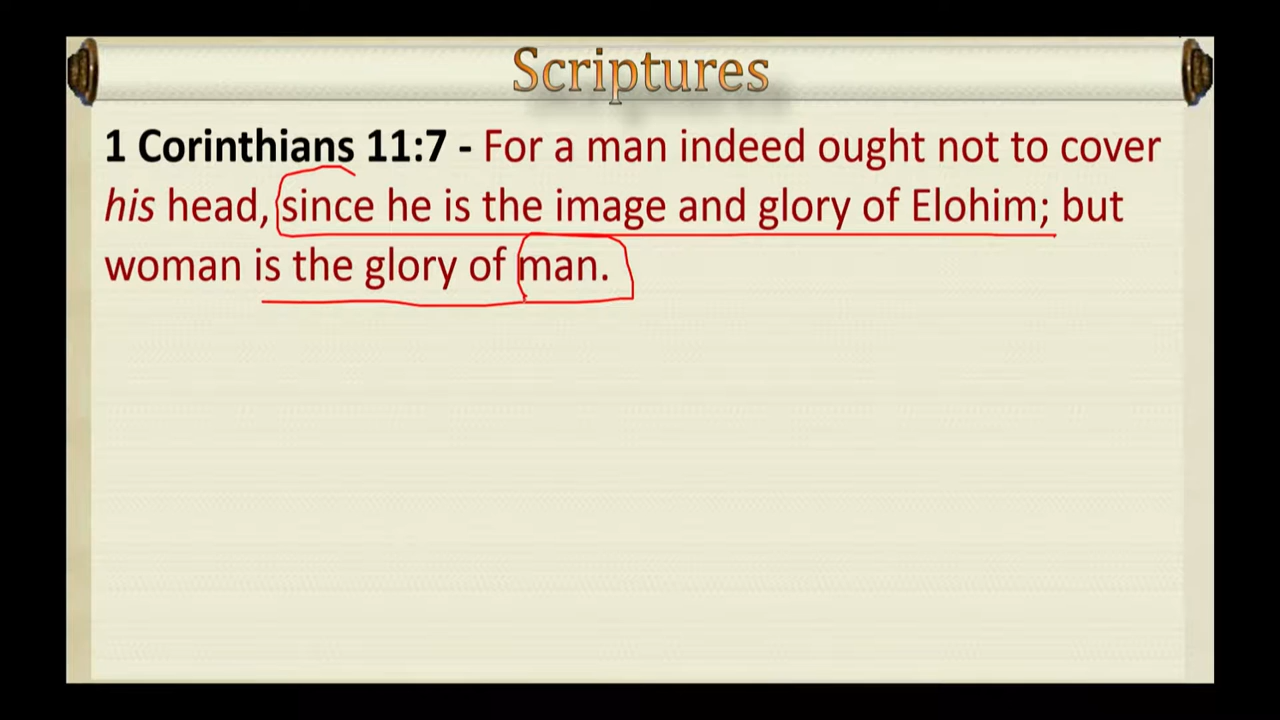 Scriptures
1 Corinthians 11:7 - For a man indeed ought not to cover
his head, since he is the image and glory of Elohim; but
woman is the glory of man.